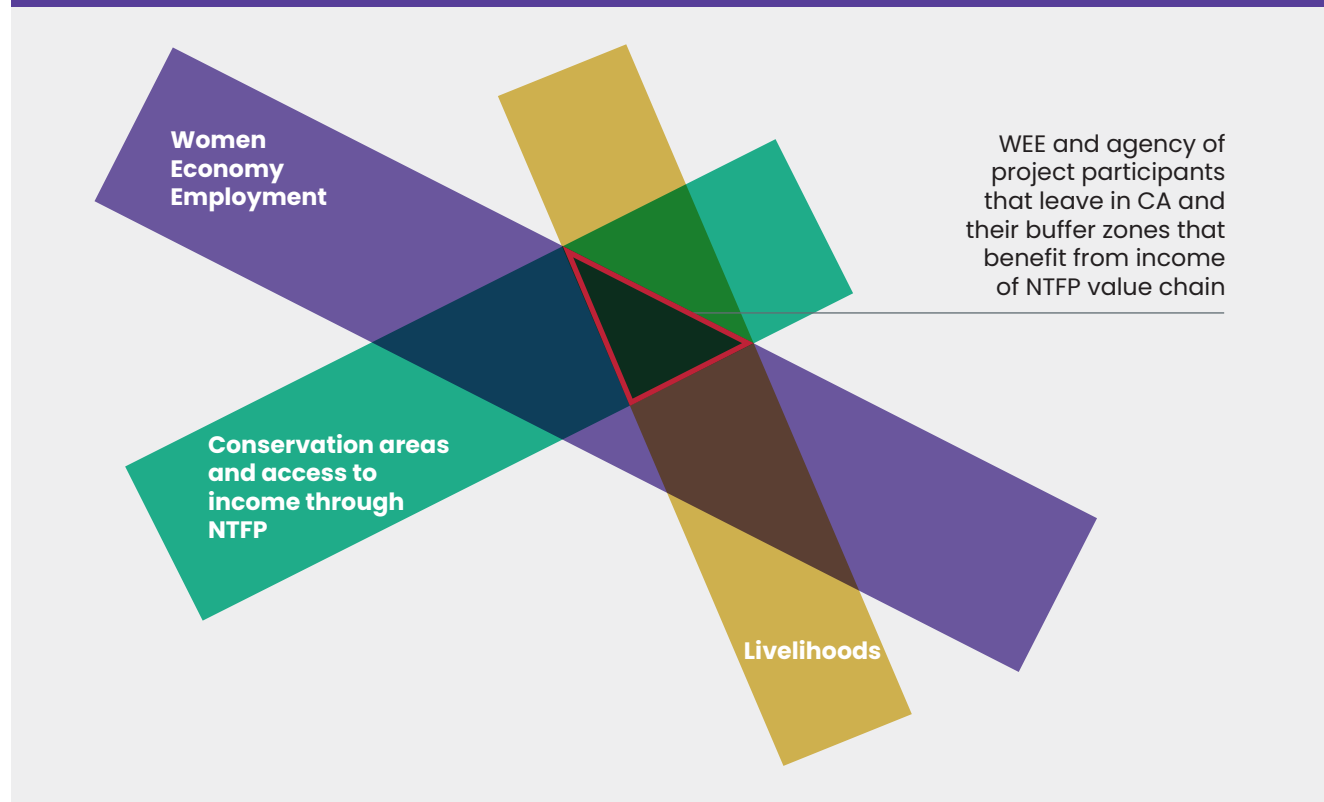 Women
Economy
Employment
WEE and agency of
project participants
that leave in CA and
their buffer zones that
benefit from income
of NTFP value chain
Conservation areas
and access to
income through
NTFP
Livelihoods